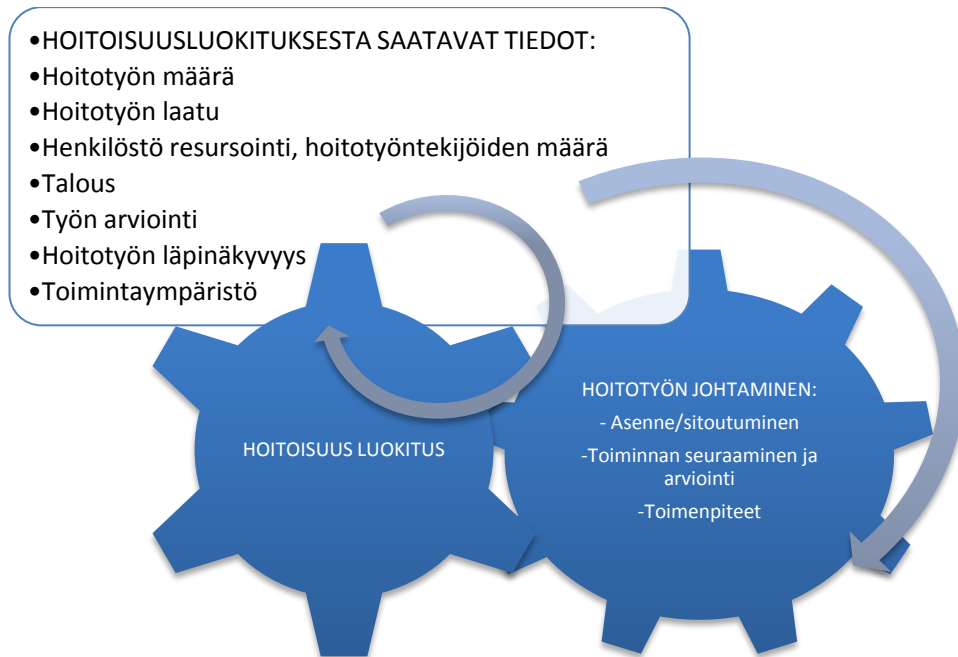 •HOITOISUUSLUOKITUKSESTA SAATAVAT TIEDOT:
•Hoitotyön määrä
•Hoitotyön laatu
•Henkilöstö resursointi, hoitotyöntekijöiden määrä
•Talous
•Työn arviointi
•Hoitotyön läpinäkyvyys
•Toimintaympäristö
HOITOISUUS LUOKITUS
HOITOTYÖN JOHTAMINEN:
- Asenne/sitoutuminen
-Toiminnan seuraaminen ja
arviointi
-Toimenpiteet